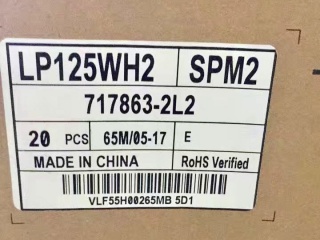 LP125WH2 SPM2
717863-2L2
20 PCS 65M/05-17 E
MADE IN CHINA RoHS Verified
VLF55H00265MB 5D1